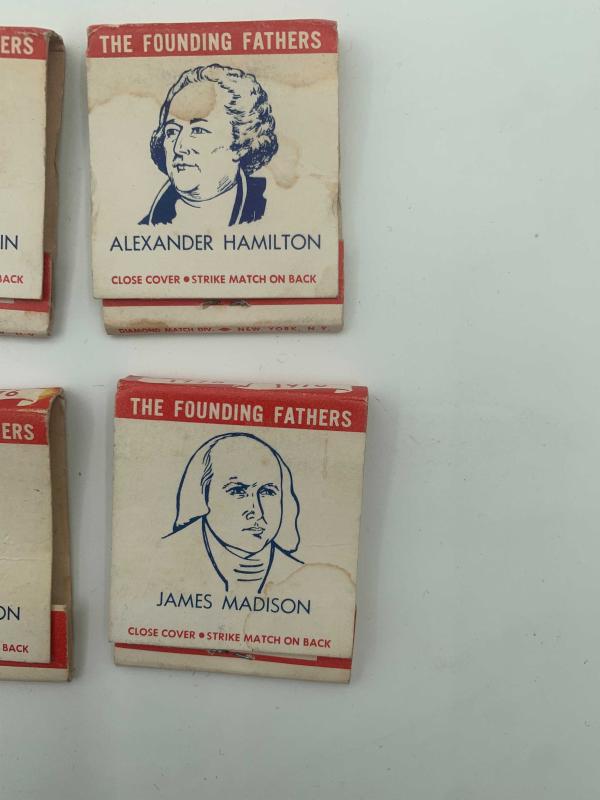 ERS
IN
BACK
THE FOUNDING FATHERS
ALEXANDER HAMILTON
CLOSE COVER • STRIKE MATCH ON BACK
DIAMOND MATCH DIV. NEW YORK, N.Y.
ERS
ON
BACK
THE FOUNDING FATHERS
JAMES MADISON
CLOSE COVER • STRIKE MATCH ON BACK